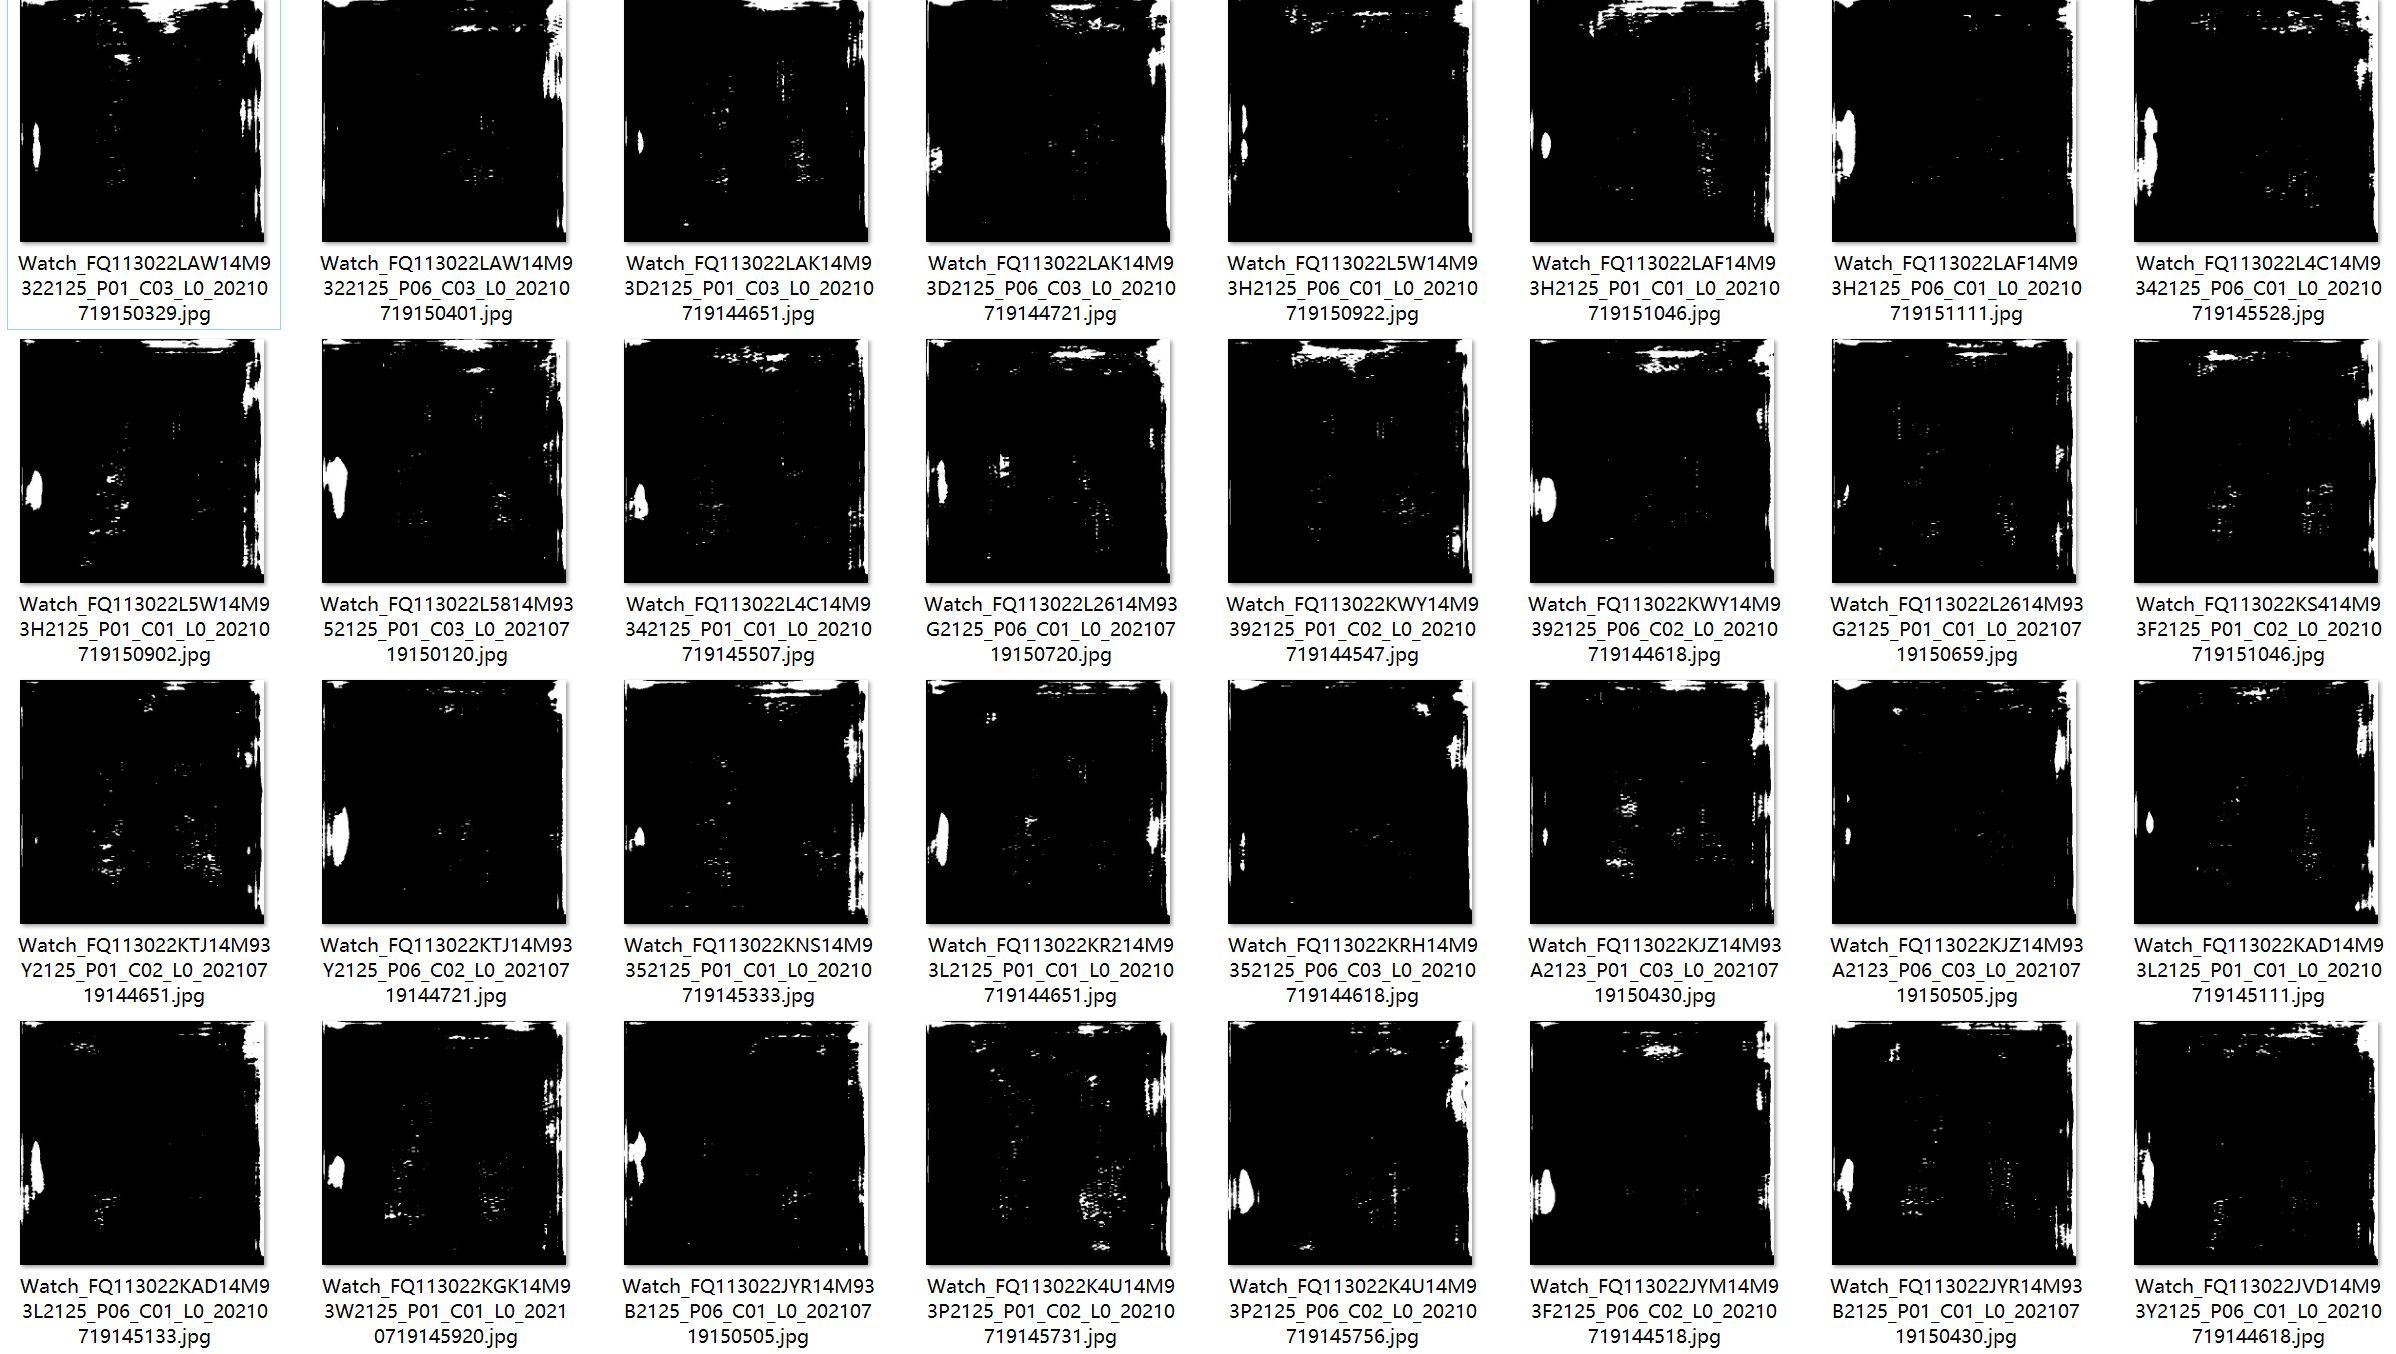 Watch_FQ113022LAW14M9
322125_P01_C03_L0_20210
719150329.jpg
Watch_FQ113022LAW14M9
322125_P06_C03_L0_20210
719150401.jpg
Watch_FQ113022LAK14M9
3D2125_P01_C03_L0_20210
719144651.jpg
Watch_FQ113022LAK14M9
3D2125_P06_C03_L0_20210
719144721.jpg
Watch_FQ113022L5W14M9
3H2125_P06_C01_L0_20210
719150922.jpg
Watch_FQ113022LAF14M9
3H2125_P01_C01_L0_20210
719151046.jpg
Watch_FQ113022LAF14M9
3H2125_P06_C01_L0_20210
719151111.jpg
Watch_FQ113022L4C14M9
342125_P06_C01_L0_20210
719145528.jpg
Watch_FQ113022L5W14M9
3H2125_P01_C01_L0_20210
719150902.jpg
Watch_FQ113022L5814M93
52125_P01_C03_L0_202107
19150120.jpg
Watch_FQ113022L4C14M9
342125_P01_C01_L0_20210
719145507.jpg
Watch_FQ113022L2614M93
G2125_P06_C01_L0_202107
19150720.jpg
Watch_FQ113022KWY14M9
392125_P01_C02_L0_20210
719144547.jpg
Watch_FQ113022KWY14M9
392125_P06_C02_L0_20210
719144618.jpg
Watch_FQ113022L2614M93
G2125_P01_C01_L0_202107
19150659.jpg
Watch_FQ113022KS414M9
3F2125_P01_C02_L0_20210
719151046.jpg
Watch_FQ113022KTJ14M93
Y2125_P01_C02_L0_202107
19144651.jpg
Watch_FQ113022KTJ14M93
Y2125_P06_C02_L0_202107
19144721.jpg
Watch_FQ113022KNS14M9
352125_P01_C01_L0_20210
719145333.jpg
Watch_FQ113022KR214M9
3L2125_P01_C01_L0_20210
719144651.jpg
Watch_FQ113022KRH14M9
352125_P06_C03_L0_20210
719144618.jpg
Watch_FQ113022KJZ14M93
A2123_P01_C03_L0_202107
19150430.jpg
Watch_FQ113022KJZ14M93
A2123_P06_C03_L0_202107
19150505.jpg
Watch_FQ113022KAD14M9
3L2125_P01_C01_L0_20210
719145111.jpg
Watch_FQ113022KAD14M9
3L2125_P06_C01_L0_20210
719145133.jpg
Watch_FQ113022KGK14M9
3W2125_P01_C01_L0_2021
0719145920.jpg
Watch_FQ113022JYR14M93
B2125_P06_C01_L0_202107
19150505.jpg
Watch_FQ113022K4U14M9
3P2125_P01_C02_L0_20210
719145731.jpg
Watch_FQ113022K4U14M9
3P2125_P06_C02_L0_20210
719145756.jpg
Watch_FQ113022JYM14M9
3F2125_P06_C02_L0_20210
719144518.jpg
Watch_FQ113022JYR14M93
B2125_P01_C01_L0_202107
19150430.jpg
Watch_FQ113022JVD14M9
3Y2125_P06_C01_L0_20210
719144618.jpg